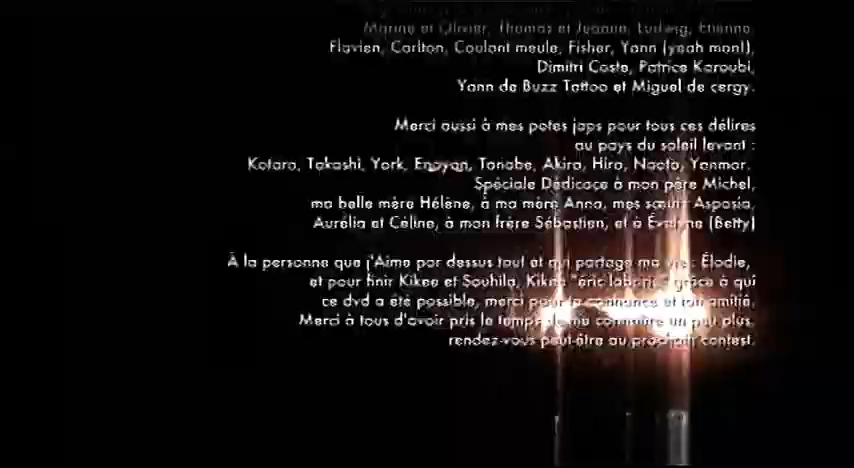 Marine et Olivier, Thomas et Jeanne, Ludwig, Etienne,
Flavien, Carlton, Coulant meule, Fisher, Yann (yeah man!),
Dimitri Coste, Patrice Karoubi,
Yann de Buzz Tattoo et Miguel de cergy.
Merci aussi à mes potes japs pour tous ces délires
au pays du soleil levant :
Kotaro, Takashi, York, Enoyan, Tanabe, Akira, Hiro, Naoto, Yanmar.
Spéciale Dédicace à mon père Michel,
ma belle mère Hélène, à ma mère Anna, mes sœurs Aspasia,
Aurélia et Céline, à mon frère Sébastien, et à Évelyne (Betty)
À la personne que j'Aime par dessus tout et qui partage ma vie : Élodie,
et pour finir Kikee et Souhila, Kikee "éric laboric" grâce à qui
ce dvd a été possible, merci pour ta confiance et ton amitié.
Merci à tous d'avoir pris le temps de me connaitre un peu plus.
rendez-vous peut-être au prochain contest.